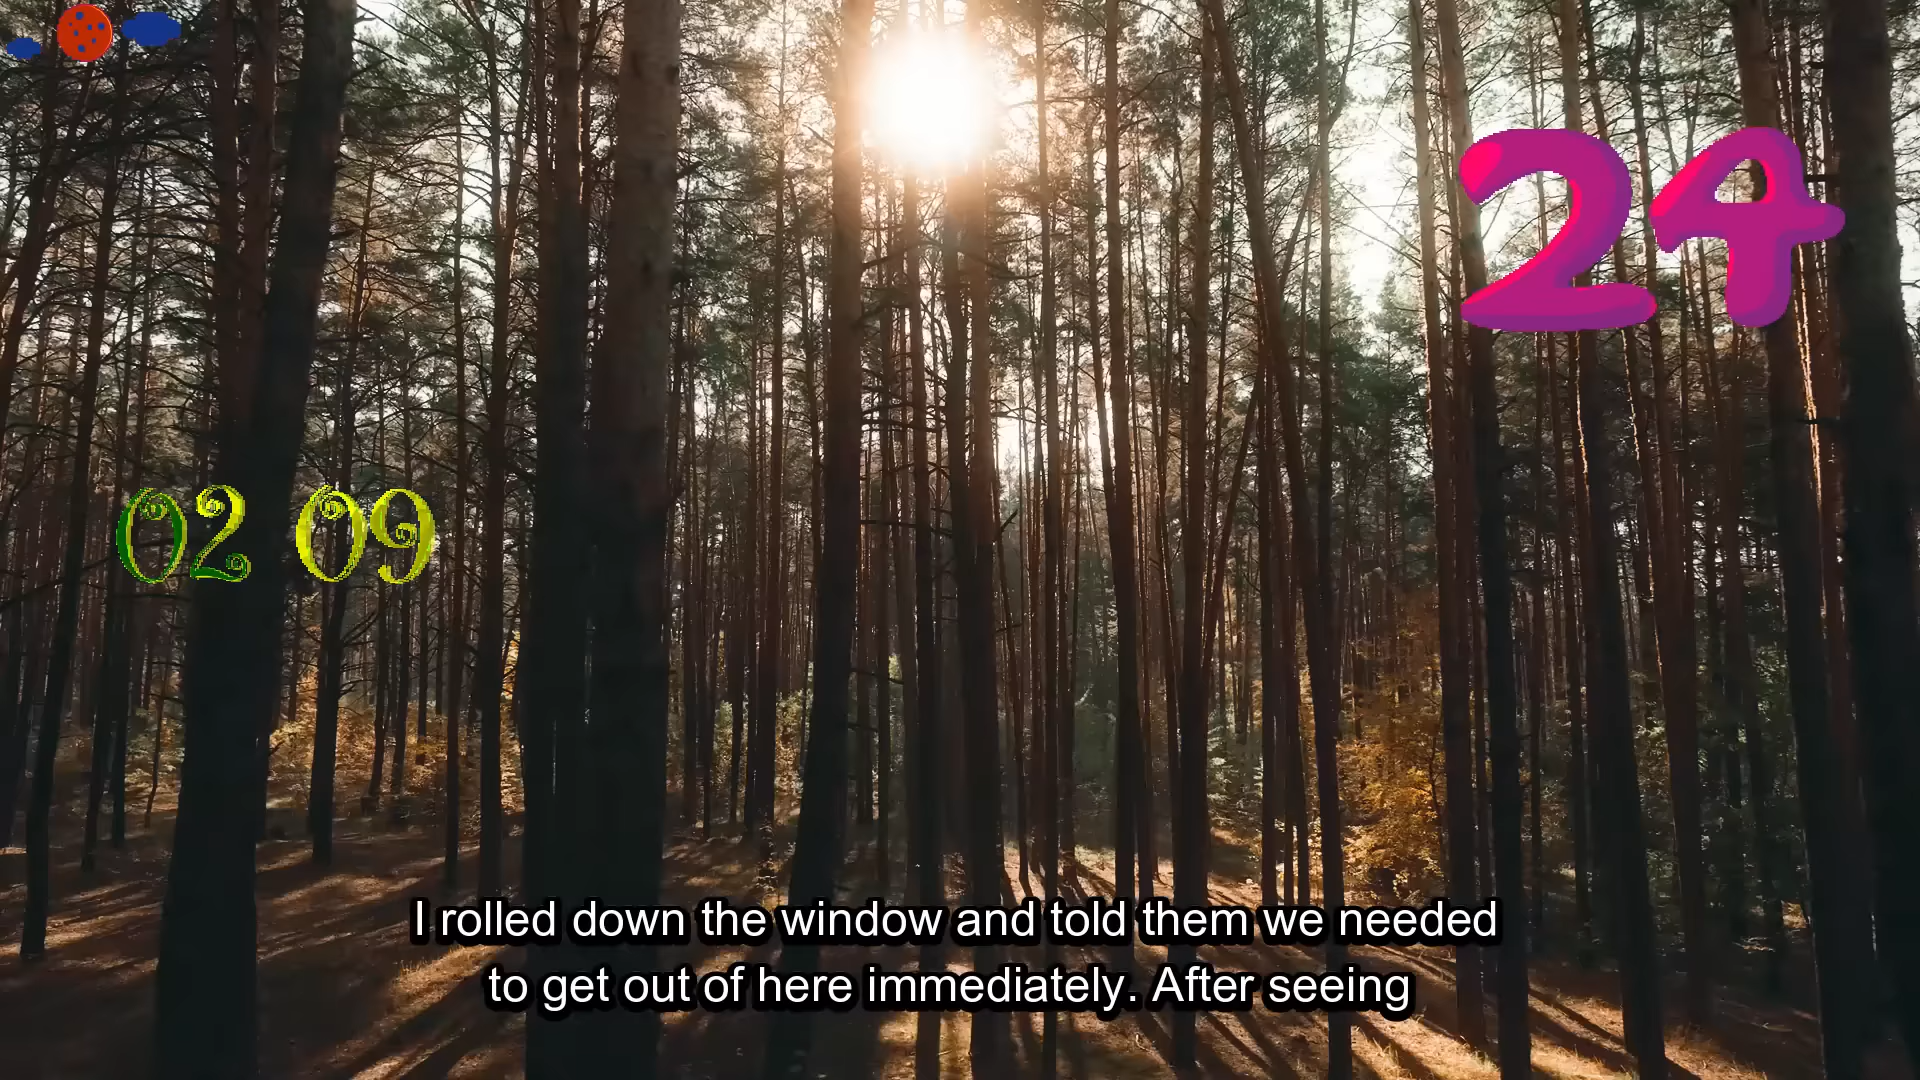 24
02 09
I rolled down the window and told them we needed
to get out of here immediately. After seeing